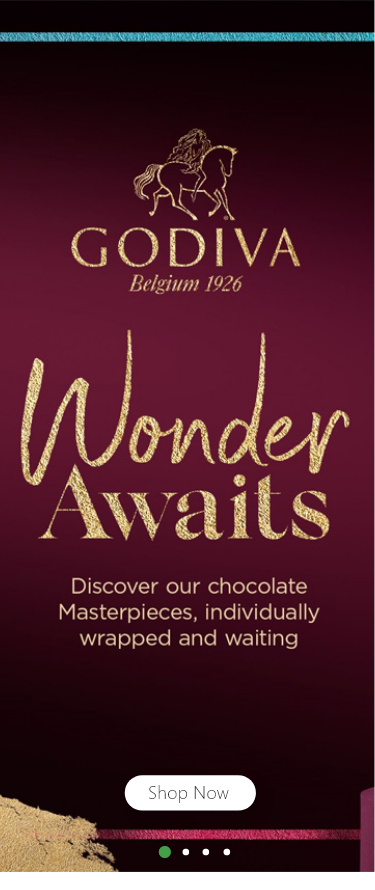 GODIVA
Belgium 1926
Wonder
Awaits
Discover our chocolate
Masterpieces, individually
wrapped and waiting
Shop Now